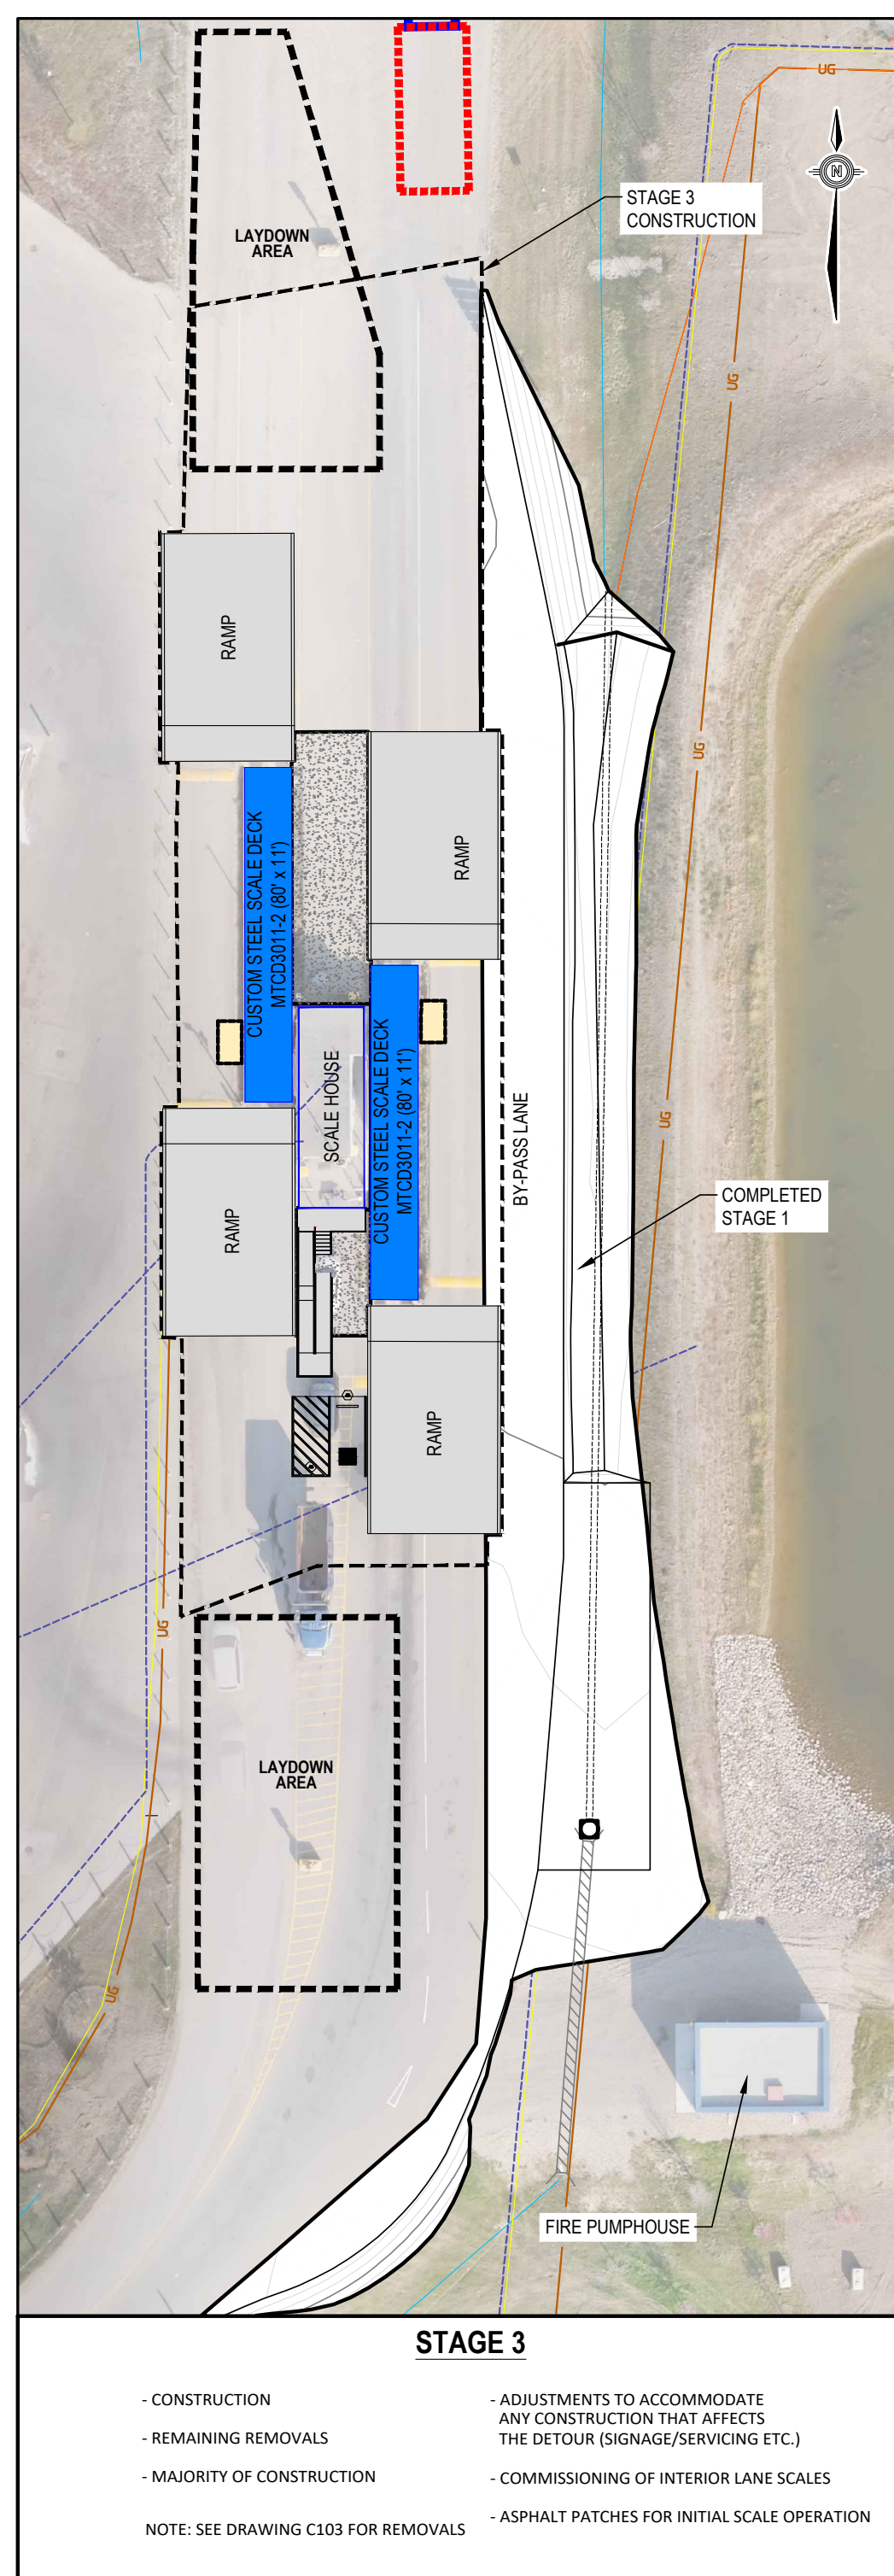 UG
N
STAGE 3
CONSTRUCTION
LAYDOWN
AREA
UG
RAMP
UG
RAMP
CUSTOM STEEL SCALE DECK
MTCD3011-2 (80' x 11')
SCALE HOUSE
CUSTOM STEEL SCALE DECK
MTCD3011-2 (80' x 11')
BY-PASS LANE
UG
RAMP
COMPLETED
STAGE 1
RAMP
UG
LAYDOWN
AREA
UG
FIRE PUMPHOUSE
STAGE 3
- CONSTRUCTION
- REMAINING REMOVALS
- MAJORITY OF CONSTRUCTION
NOTE: SEE DRAWING C103 FOR REMOVALS
- ADJUSTMENTS TO ACCOMMODATE
ANY CONSTRUCTION THAT AFFECTS
THE DETOUR (SIGNAGE/SERVICING ETC.)
- COMMISSIONING OF INTERIOR LANE SCALES
- ASPHALT PATCHES FOR INITIAL SCALE OPERATION